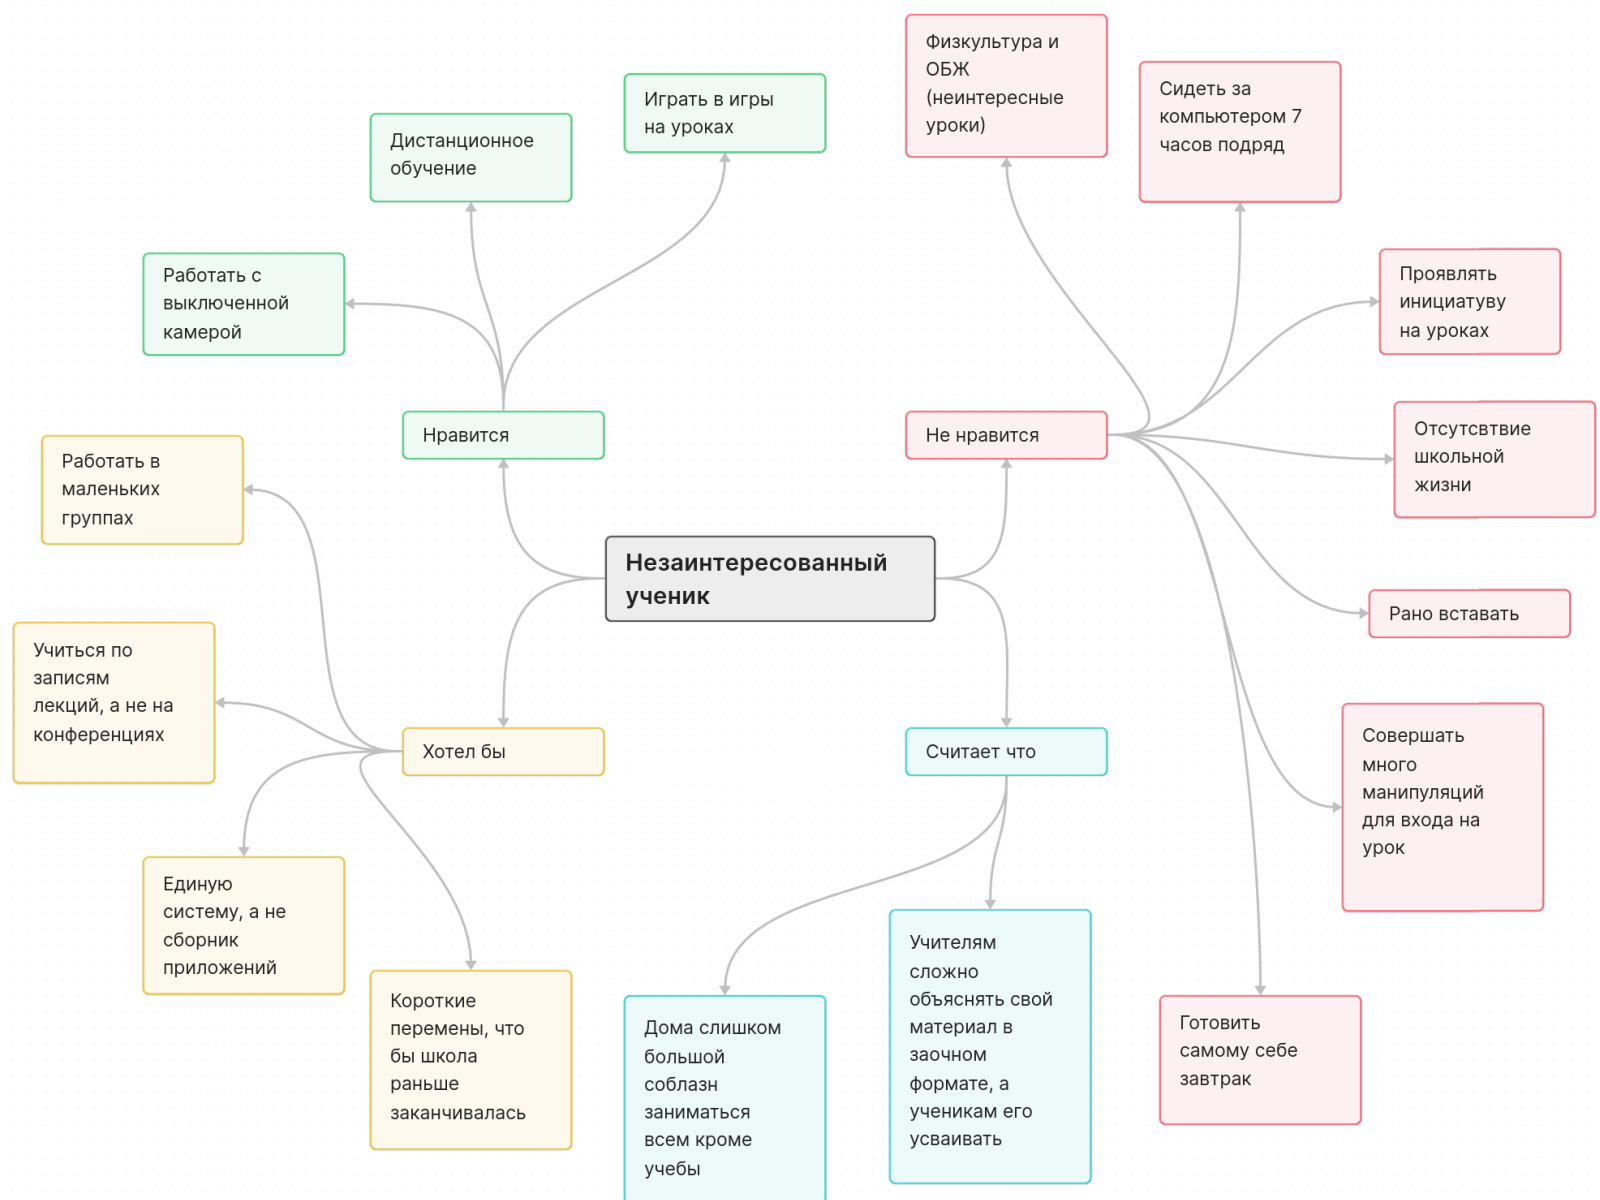 Физкультура и
ОБЖ
(неинтересные
уроки)
Сидеть за
компьютером 7
часов подряд
Играть в игры
на уроках
Дистанционное
обучение
Работать с
выключенной
камерой
Проявлять
инициатуву
на уроках
Нравится
Не нравится
Отсутсвтвие
школьной
жизни
Работать в
маленьких
группах
Незаинтересованный
ученик
Рано вставать
Учиться по
записям
лекций, а не на
конференциях
Хотел бы
Считает что
Совершать
много
манипуляций
для входа на
урок
Единую
систему, а не
сборник
приложений
Короткие
перемены, что
бы школа
раньше
заканчивалась
Дома слишком
большой
соблазн
заниматься
всем кроме
учебы
Учителям
сложно
объяснять свой
материал в
заочном
формате, а
ученикам его
усваивать
Готовить
самому себе
завтрак